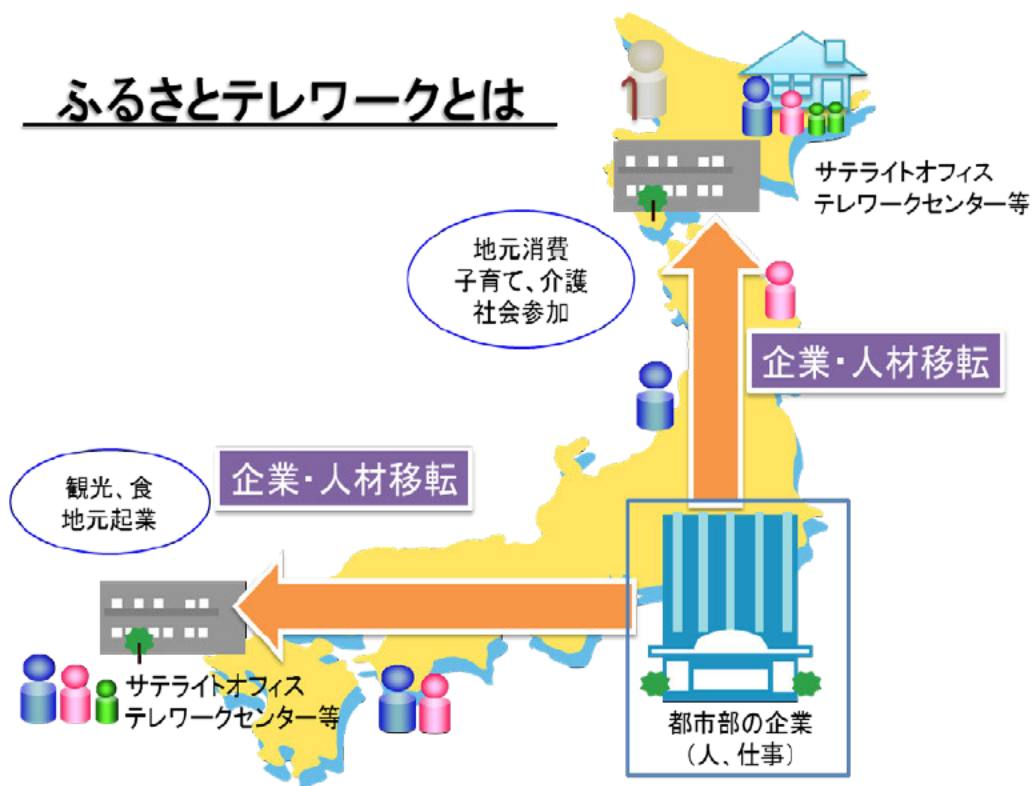 ふるさとテレワークとは
サテライトオフィス
テレワークセンター等
地元消費
子育て、介護
社会参加
企業・人材移転
企業・人材移転
観光、食
地元起業
サテライトオフィス
テレワークセンター等
都市部の企業
(人、仕事)